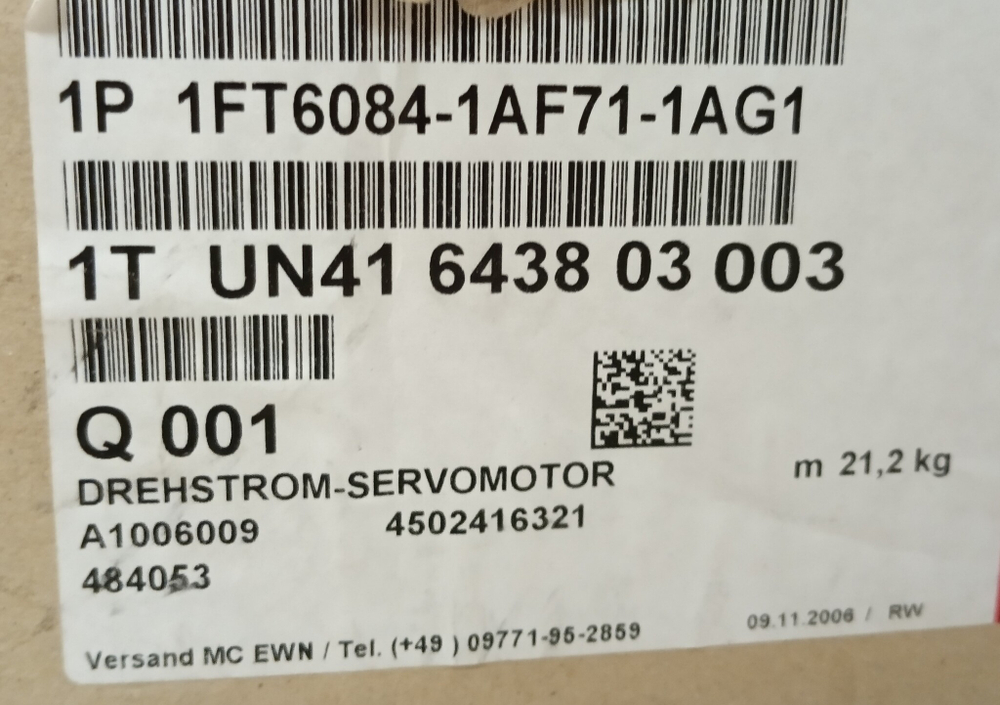 1P 1FT6084-1AF71-1AG1
1T UN41 6438 03 003
Q 001
DREHSTROM-SERVOMOTOR
m 21,2 kg
A1006009 4502416321
484053
09.11.2006 / RW
Versand MC EWN / Tel. (+49 ) 09771-95-2859